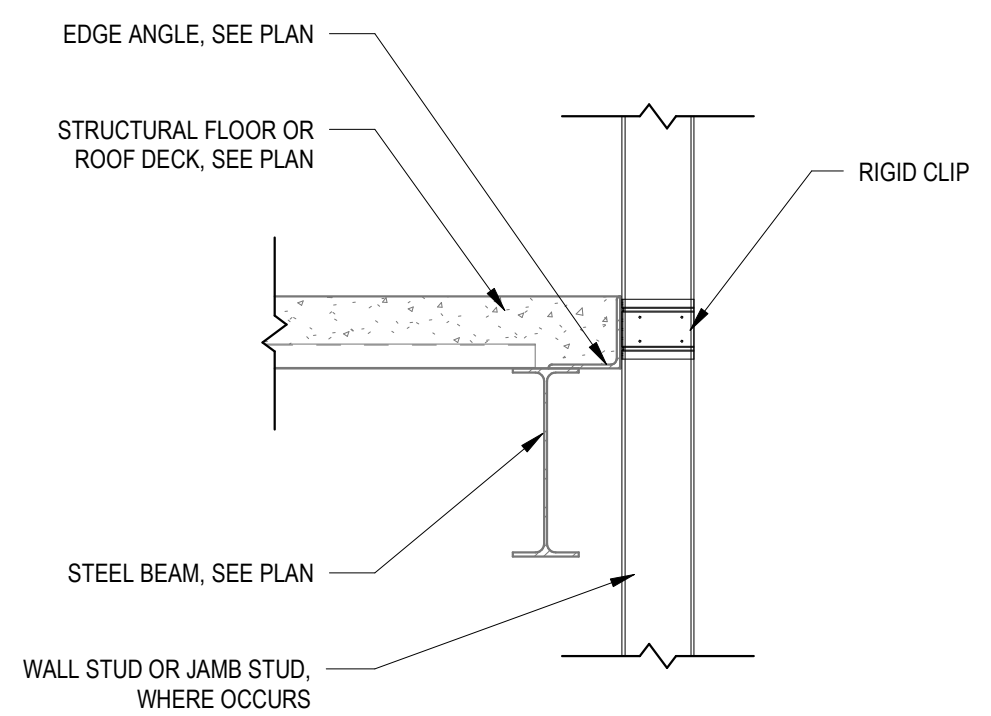 EDGE ANGLE, SEE PLAN
STRUCTURAL FLOOR OR
ROOF DECK, SEE PLAN
RIGID CLIP
STEEL BEAM, SEE PLAN
WALL STUD OR JAMB STUD,
WHERE OCCURS